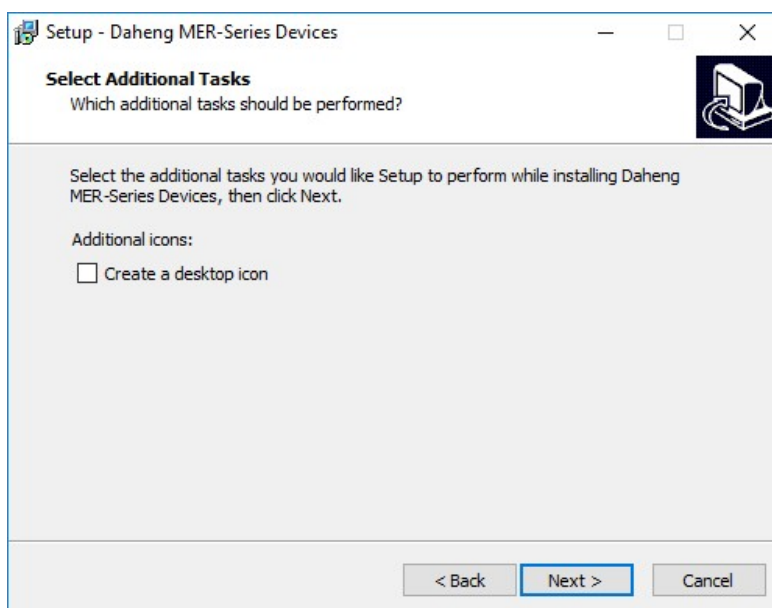 Setup - Daheng MER-Series Devices
Select Additional Tasks
Which additional tasks should be performed?
Select the additional tasks you would like Setup to perform while installing Daheng
MER-Series Devices, then click Next.
Additional icons:
Create a desktop icon
< Back Next > Cancel